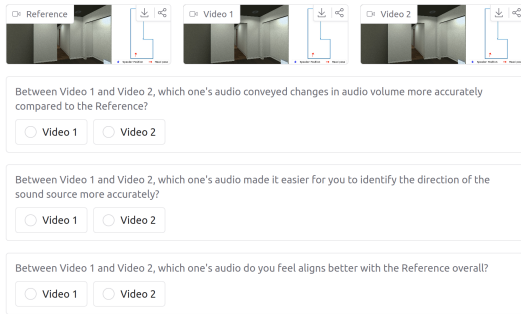 Reference
Video 1
Video 2
Between Video 1 and Video 2, which one's audio conveyed changes in audio volume more accurately
compared to the Reference?
Video 1 Video 2
Between Video 1 and Video 2, which one's audio made it easier for you to identify the direction of the
sound source more accurately?
Video 1 Video 2
Between Video 1 and Video 2, which one's audio do you feel aligns better with the Reference overall?
Video 1 Video 2